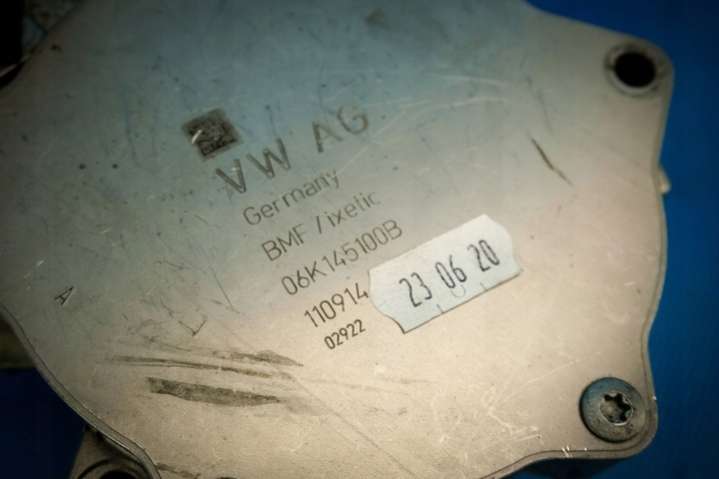 VW AG
Germany
BMF / ixetic
06K145100B
110914
23 06 20
02922
A